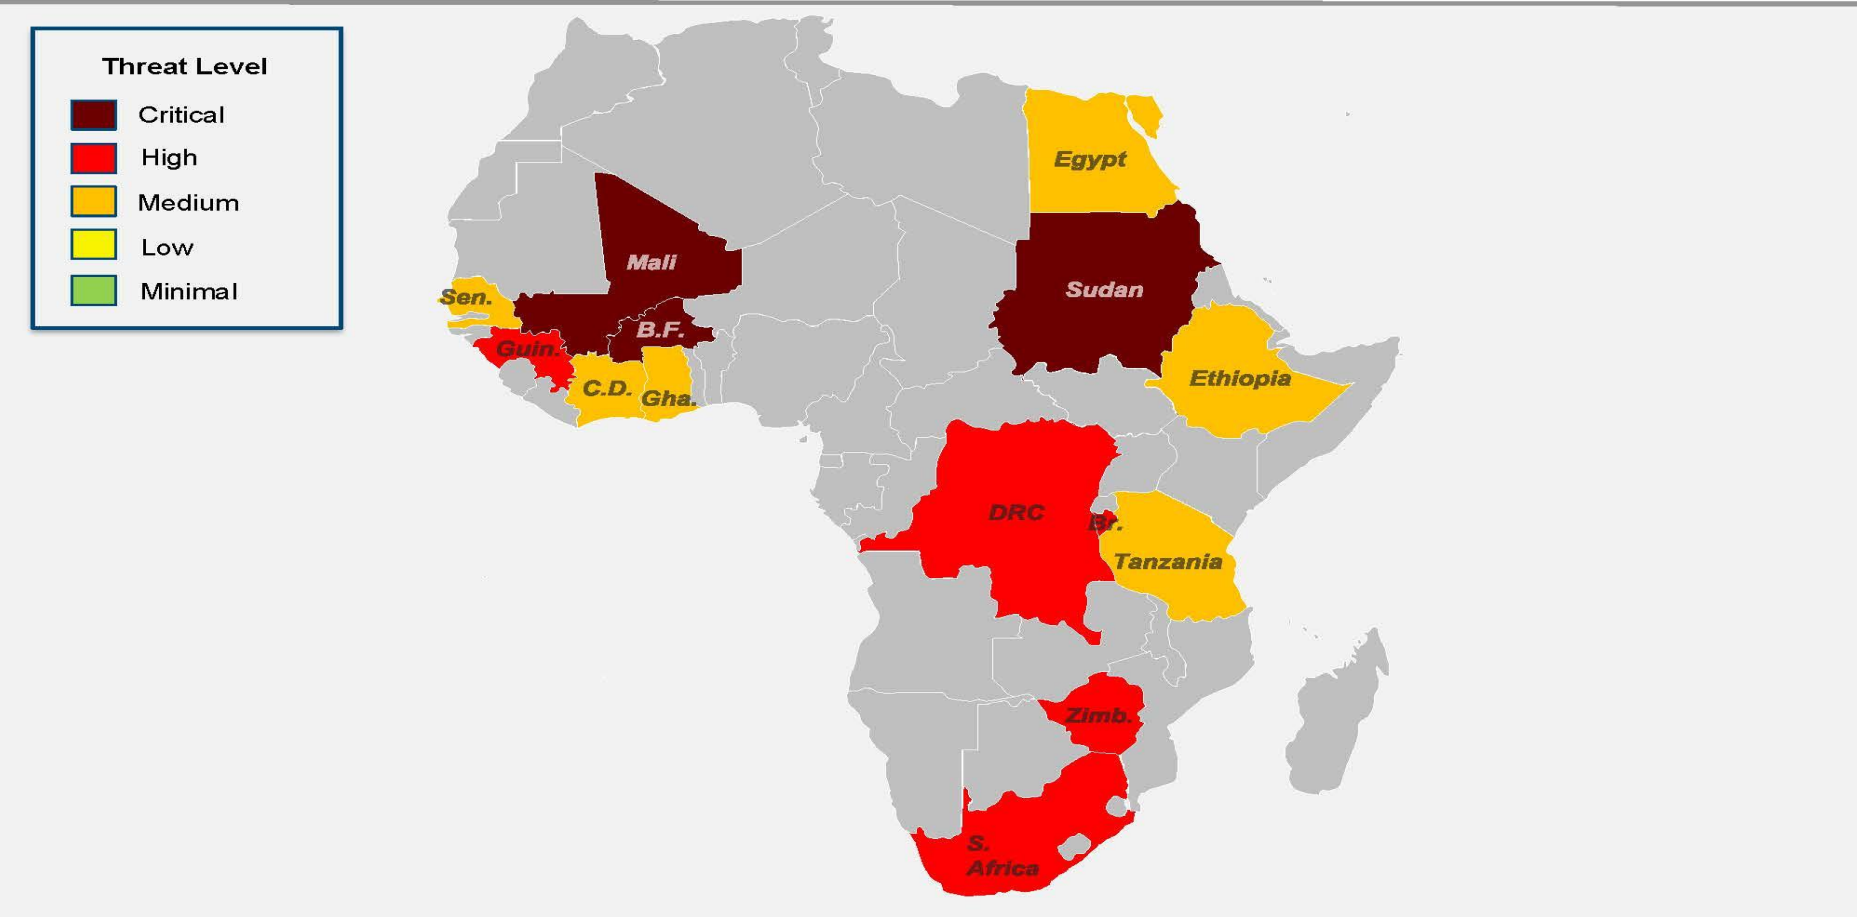 Threat Level
Critical
High
Medium
Low
Minimal
Egypt
Mali
Sudan
Sen.
B.F.
Guin.
C.D.
Gha.
Ethiopia
DRC
Br.
Tanzania
Zimb.
S.
Africa